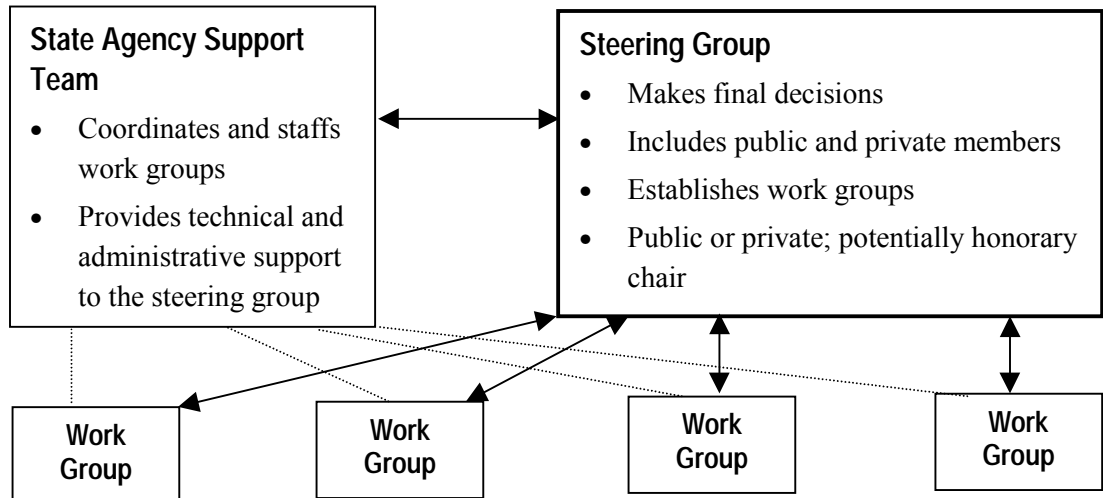 State Agency Support
Team
• Coordinates and staffs
work groups
• Provides technical and
administrative support
to the steering group
Steering Group
• Makes final decisions
• Includes public and private members
• Establishes work groups
• Public or private; potentially honorary
chair
Work
Group
Work
Group
Work
Group
Work
Group